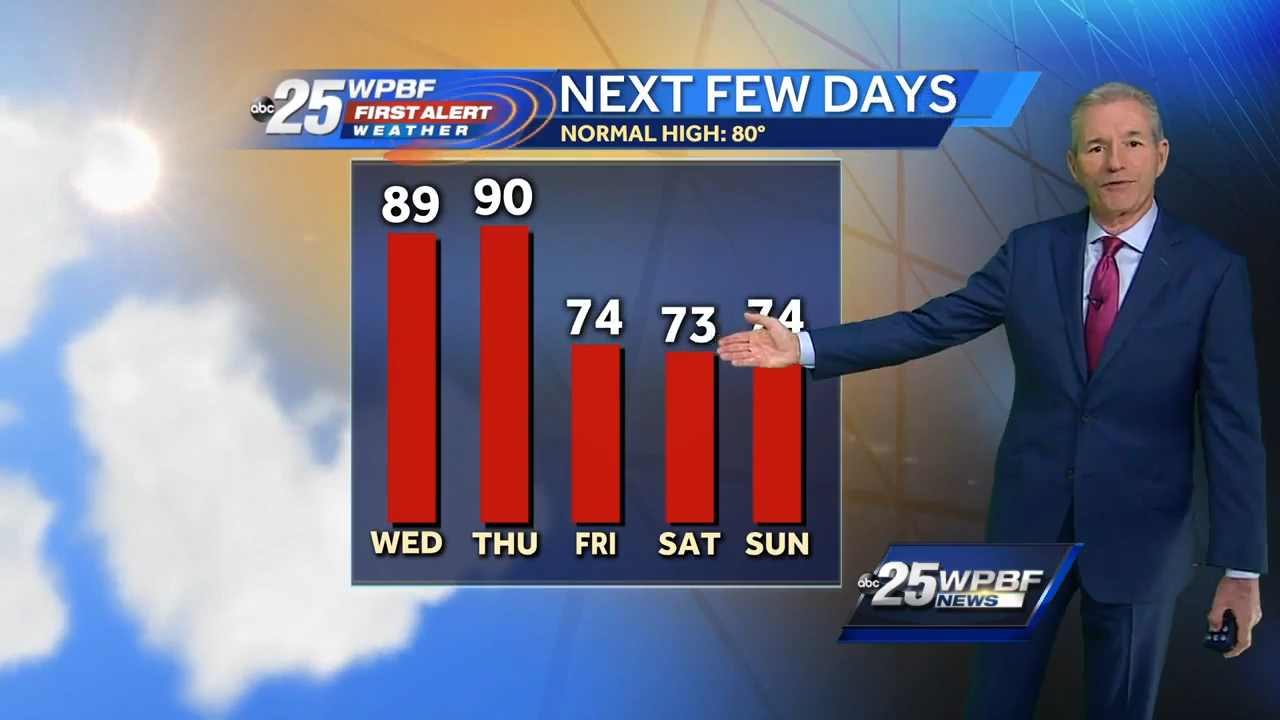 abc 25 WPBF
FIRST ALERT
WEATHER
NEXT FEW DAYS
NORMAL HIGH: 80°
89 90 74 73 74
WED THU FRI SAT SUN
abc 25 WPBF
NEWS